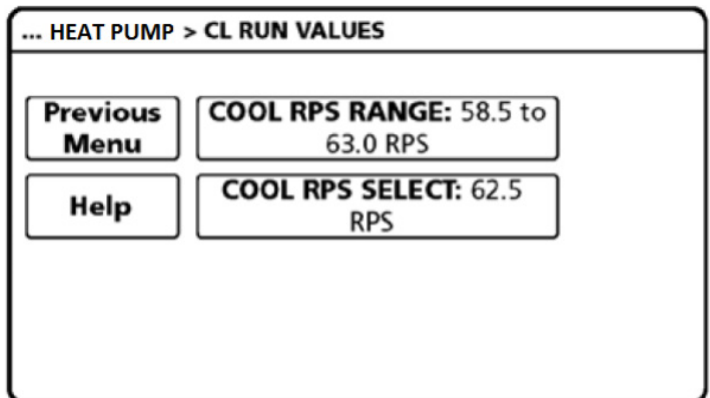 ... HEAT PUMP > CL RUN VALUES
Previous
Menu
COOL RPS RANGE: 58.5 to
63.0 RPS
Help
COOL RPS SELECT: 62.5
RPS